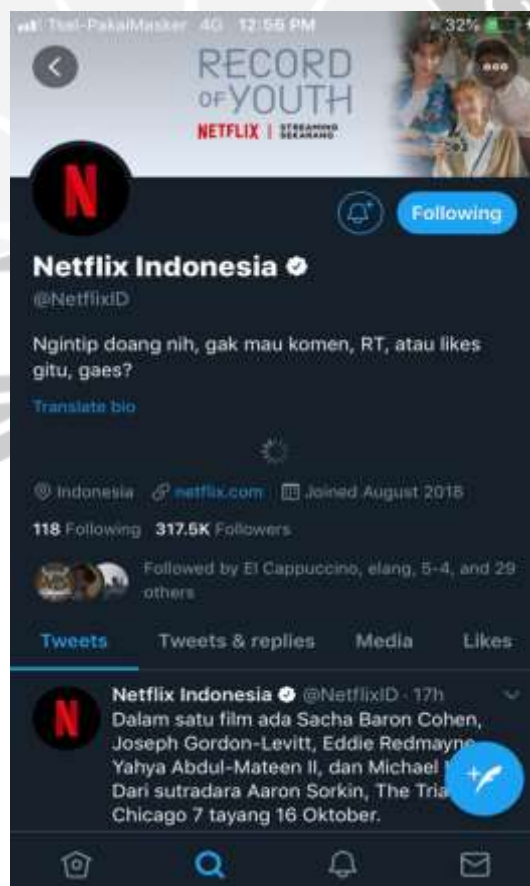 Tsel-PakaiMasker 4G 12:56 PM 32%
RECORD
OF YOUTH
NETFLIX | STREAMING
SEKARANG
N
Following
Netflix Indonesia
@NetflixID
Ngintip doang nih, gak mau komen, RT, atau likes
gitu, gaes?
Translate bio
Indonesia netflix.com Joined August 2018
118 Following 317.5K Followers
Followed by El Cappuccino, elang, 5-4, and 29
others
Tweets Tweets & replies Media Likes
N
Netflix Indonesia @NetflixID · 17h
Dalam satu film ada Sacha Baron Cohen,
Joseph Gordon-Levitt, Eddie Redmayne,
Yahya Abdul-Mateen II, dan Michael
Dari sutradara Aaron Sorkin, The Tria
Chicago 7 tayang 16 Oktober.